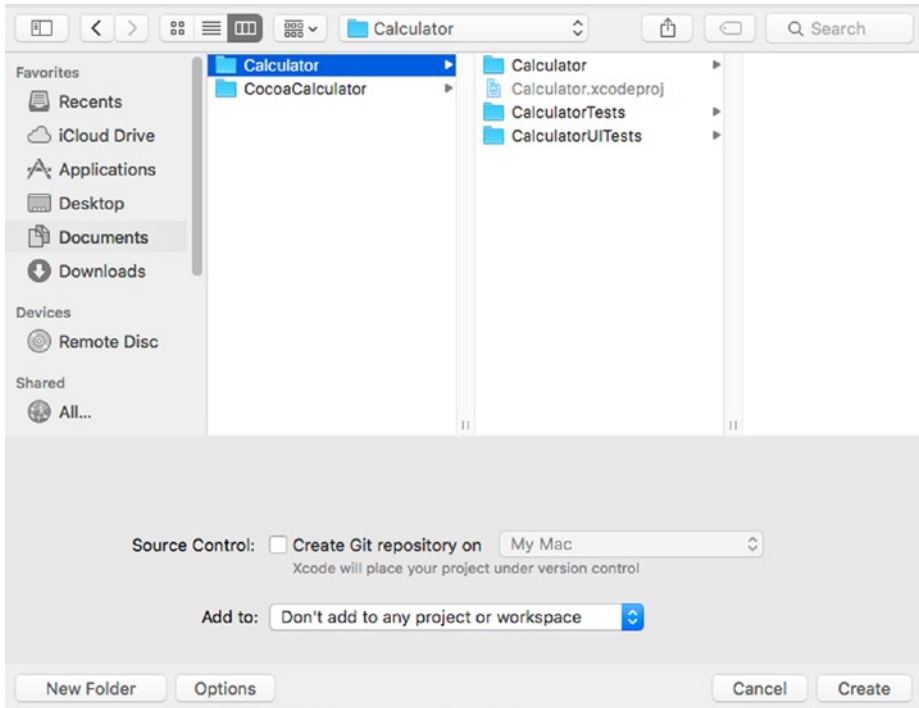 Calculator
Search
Favorites
Recents
iCloud Drive
Applications
Desktop
Documents
Downloads
Devices
Remote Disc
Shared
All...
Calculator
CocoaCalculator
Calculator
Calculator.xcodeproj
CalculatorTests
CalculatorUITests
Source Control: Create Git repository on My Mac
Xcode will place your project under version control
Add to: Don't add to any project or workspace
New Folder Options Cancel Create